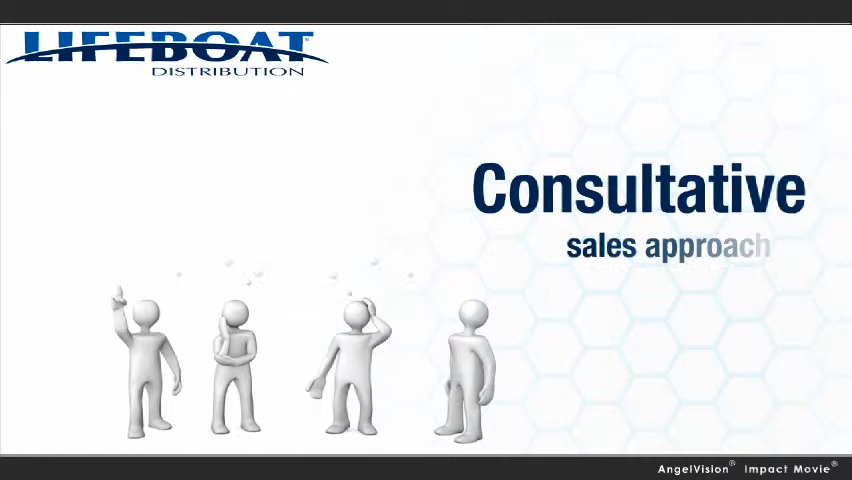 LIFEBOAT
DISTRIBUTION
Consultative
sales approach
AngelVision® Impact Movie®